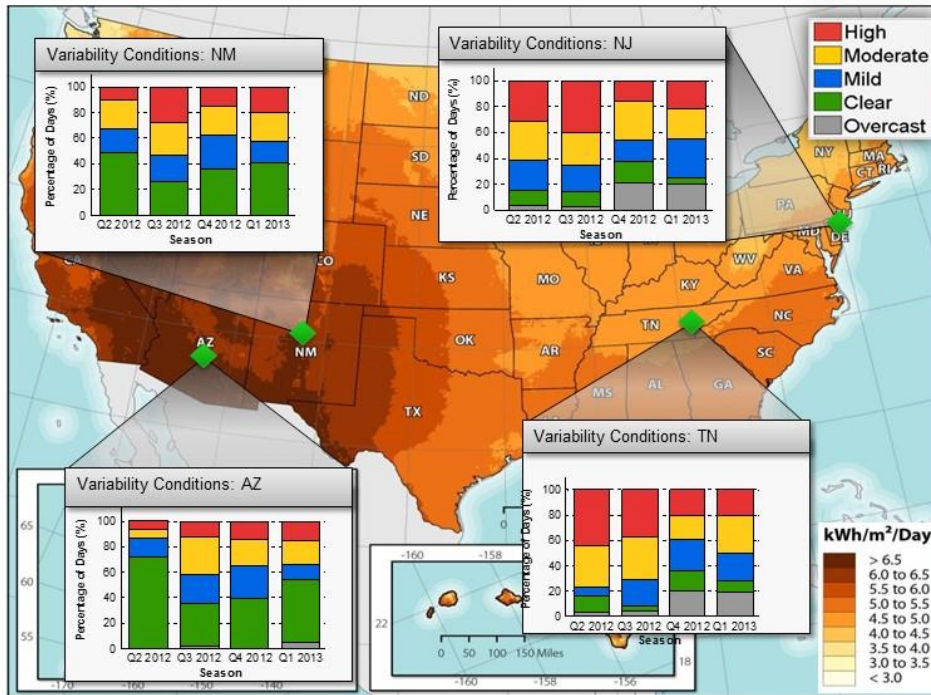 Variability Conditions: NM
Percentage of Days (%)
100
80
60
40
20
0
Q2 2012 Q3 2012 Q4 2012 Q1 2013
Season
Variability Conditions: NJ
Percentage of Days (%)
100
80
60
40
20
0
Q2 2012 Q3 2012 Q4 2012 Q1 2013
Season
High
Moderate
Mild
Clear
Overcast
ND
SD
NE
KS
OK
TX
MO
AR
MS
AL
GA
TN
KY
WV
VA
NC
SC
PA
NY
MA
CT RI
MD
DE
CO
CA
AZ
NM
Variability Conditions: AZ
Percentage of Days (%)
100
80
60
40
20
0
Q2 2012 Q3 2012 Q4 2012 Q1 2013
Season
Variability Conditions: TN
Percentage of Days (%)
100
80
60
40
20
0
Q2 2012 Q3 2012 Q4 2012 Q1 2013
Season
65
60
55
-170
-150
-140
-160
-158
22
0 50 100 150 Miles
-160
-158
-156
18
0
kWh/m²/Day
> 6.5
6.0 to 6.5
5.5 to 6.0
5.0 to 5.5
4.5 to 5.0
4.0 to 4.5
3.5 to 4.0
3.0 to 3.5
< 3.0